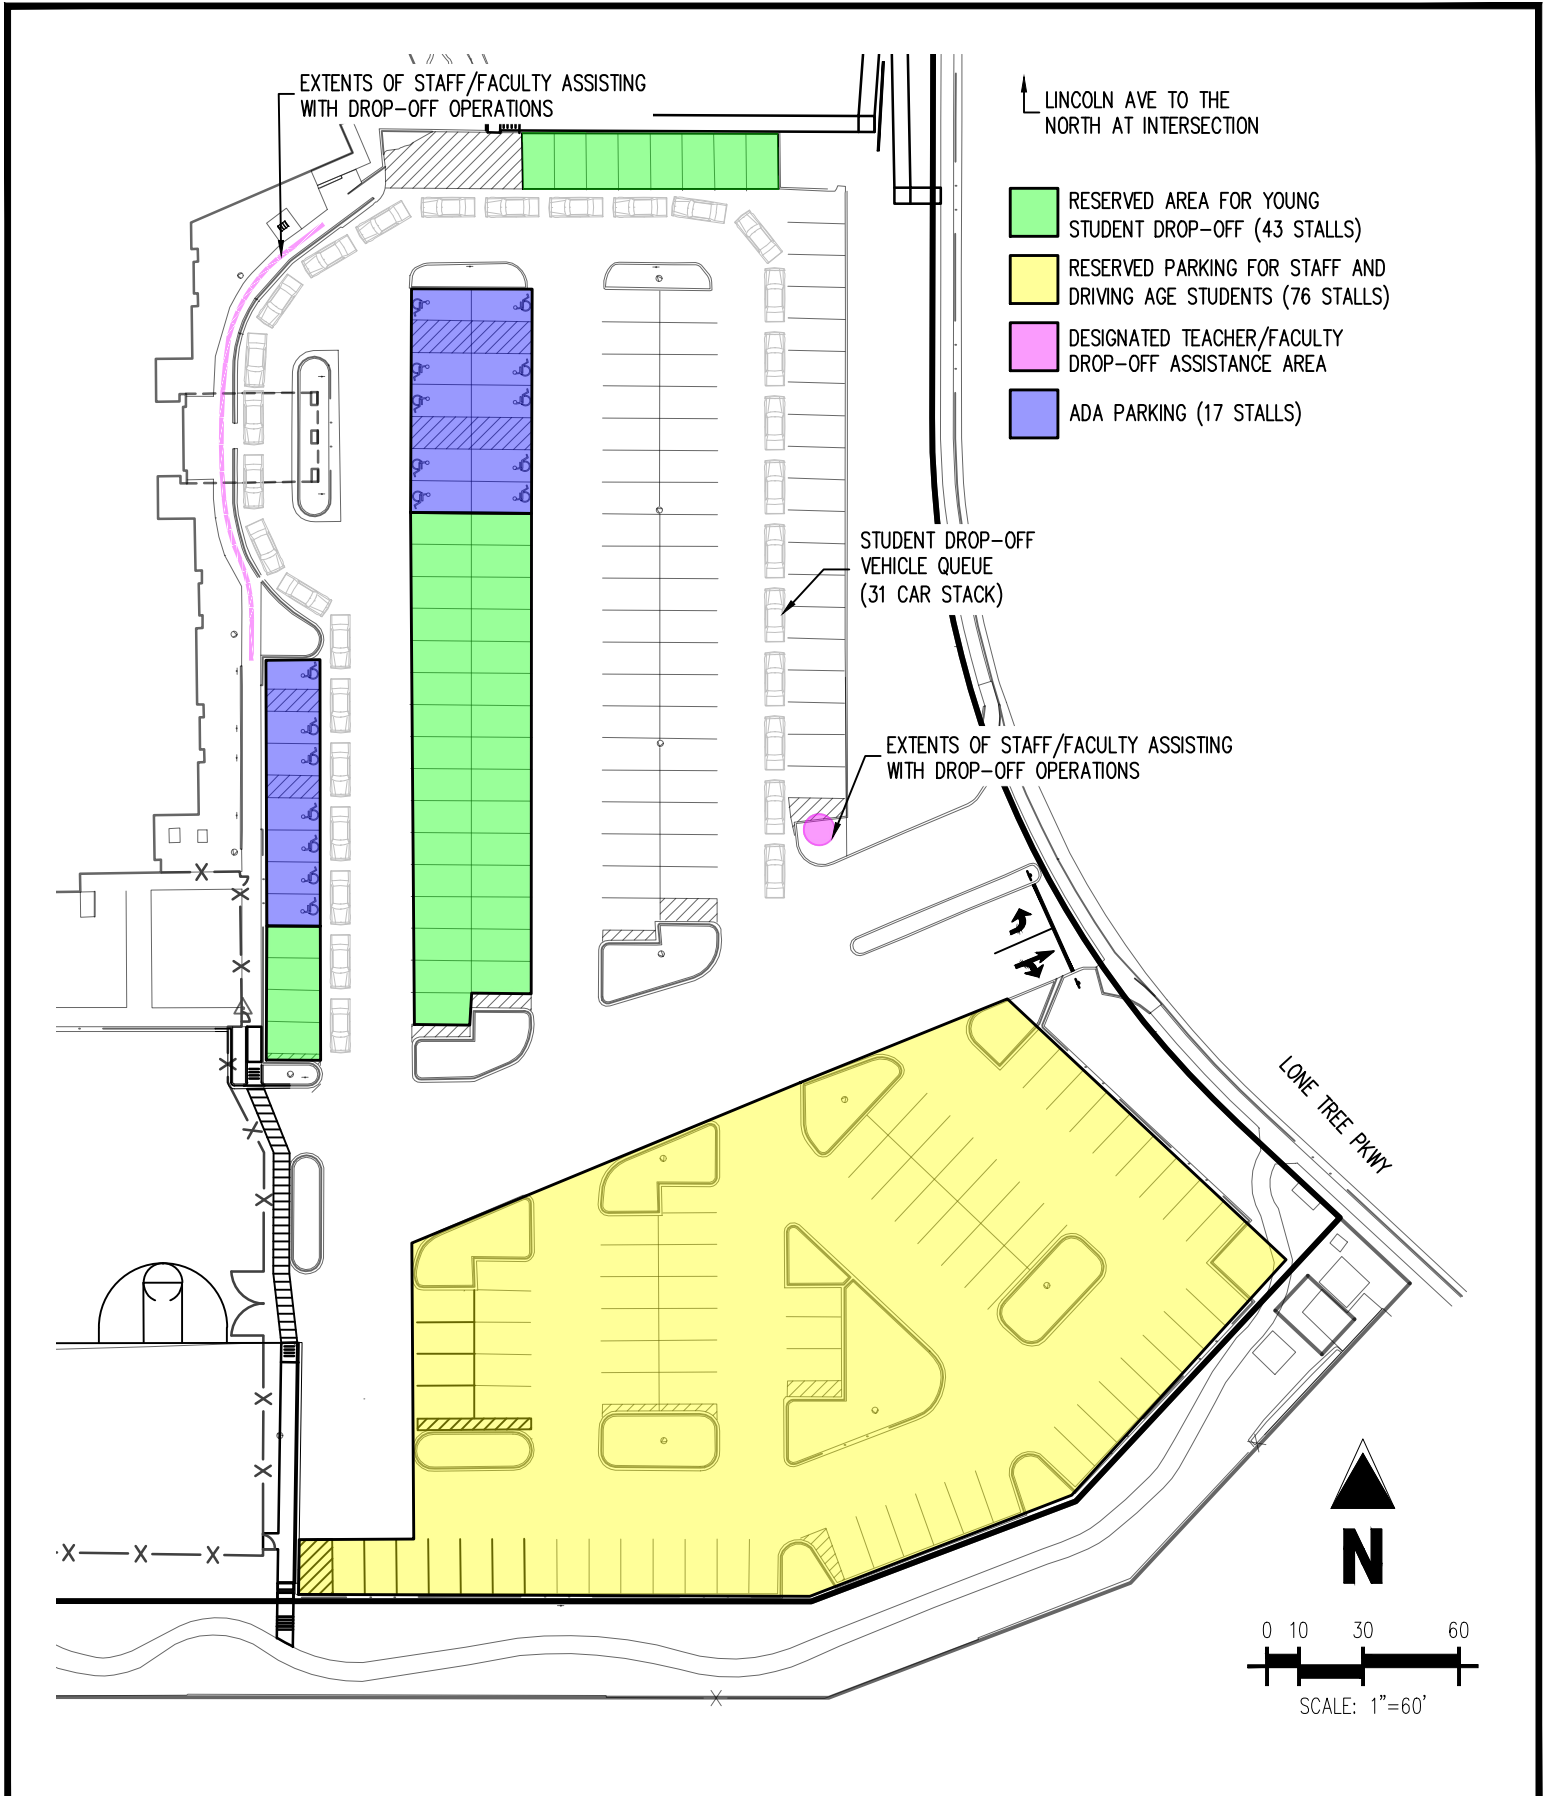 EXTENTS OF STAFF/FACULTY ASSISTING
WITH DROP-OFF OPERATIONS
LINCOLN AVE TO THE
NORTH AT INTERSECTION
RESERVED AREA FOR YOUNG
STUDENT DROP-OFF (43 STALLS)
RESERVED PARKING FOR STAFF AND
DRIVING AGE STUDENTS (76 STALLS)
DESIGNATED TEACHER/FACULTY
DROP-OFF ASSISTANCE AREA
ADA PARKING (17 STALLS)
STUDENT DROP-OFF
VEHICLE QUEUE
(31 CAR STACK)
EXTENTS OF STAFF/FACULTY ASSISTING
WITH DROP-OFF OPERATIONS
LONE TREE PKWY
N
0 10 30 60
SCALE: 1"=60'